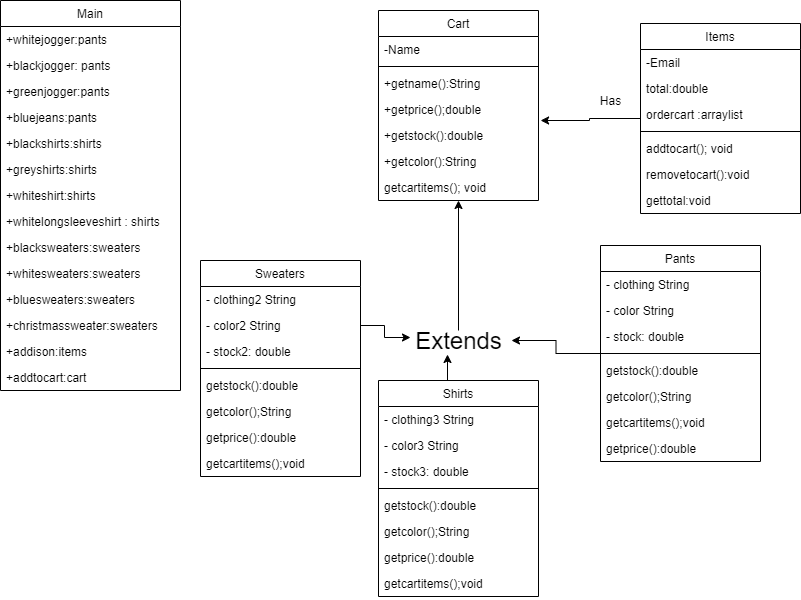 Main
+whitejogger:pants
+blackjogger: pants
+greenjogger:pants
+bluejeans:pants
+blackshirts:shirts
+greyshirts:shirts
+whiteshirt:shirts
+whitelongsleeveshirt : shirts
+blacksweaters:sweaters
+whitesweaters:sweaters
+bluesweaters:sweaters
+christmassweater:sweaters
+addison:items
+addtocart:cart
Cart
-Name
+getname():String
+getprice;double
+getstock():double
+getcolor():String
getcartitems(); void
Has
Items
-Email
total:double
ordercart :arraylist
addtocart(); void
removetocart():void
gettotal:void
Sweaters
- clothing2 String
- color2 String
- stock2: double
getstock():double
getcolor();String
getprice():double
getcartitems();void
Extends
Shirts
- clothing3 String
- color3 String
- stock3: double
getstock():double
getcolor();String
getprice():double
getcartitems();void
Pants
- clothing String
- color String
- stock: double
getstock():double
getcolor();String
getcartitems();void
getprice():double